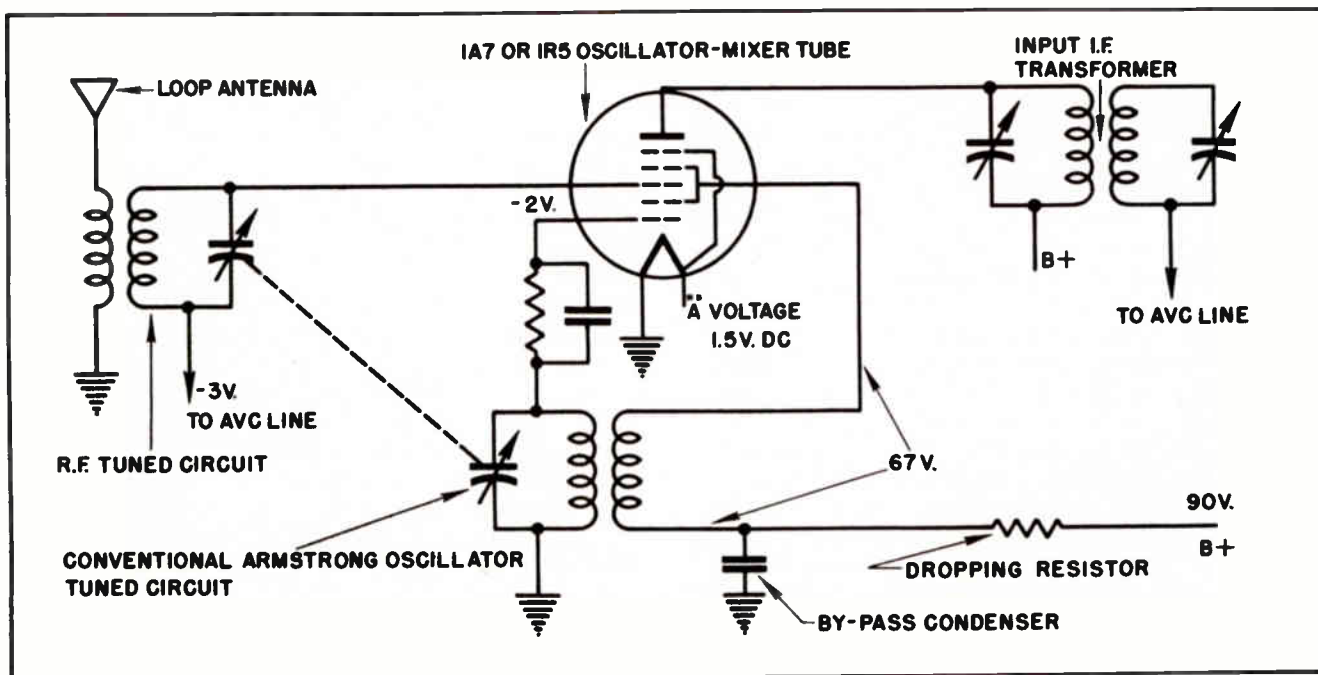 1A7 OR 1R5 OSCILLATOR-MIXER TUBE
INPUT I.F.
TRANSFORMER
LOOP ANTENNA
-2V.
B+
"A" VOLTAGE
1.5V. DC
TO AVC LINE
-3V.
TO AVC LINE
R.F. TUNED CIRCUIT
67V.
90V.
B+
CONVENTIONAL ARMSTRONG OSCILLATOR
TUNED CIRCUIT
DROPPING RESISTOR
BY-PASS CONDENSER